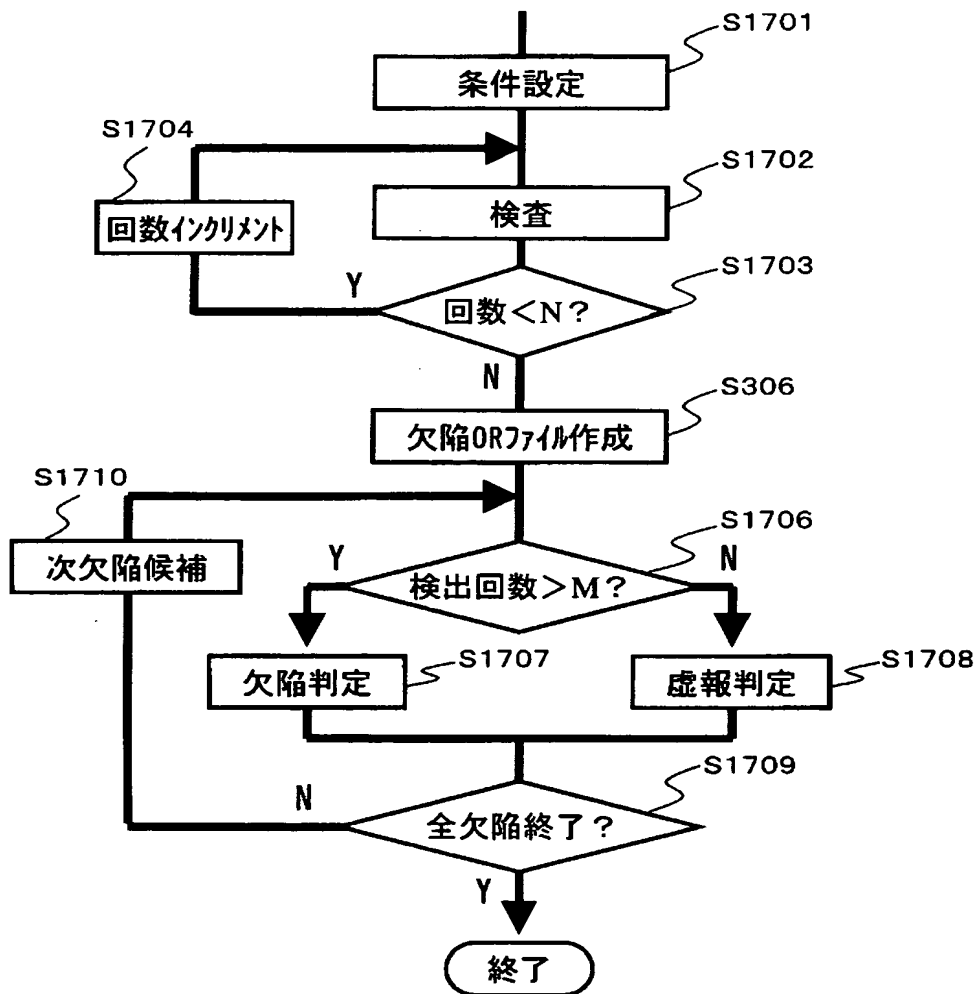 S1701
条件設定
S1704
S1702
回数インクリメント
検査
S1703
Y
回数<N?
N
S306
欠陥ORファイル作成
S1710
S1706
次欠陥候補
Y
N
検出回数>M?
S1707
S1708
欠陥判定
虚報判定
S1709
N
全欠陥終了?
Y
終了